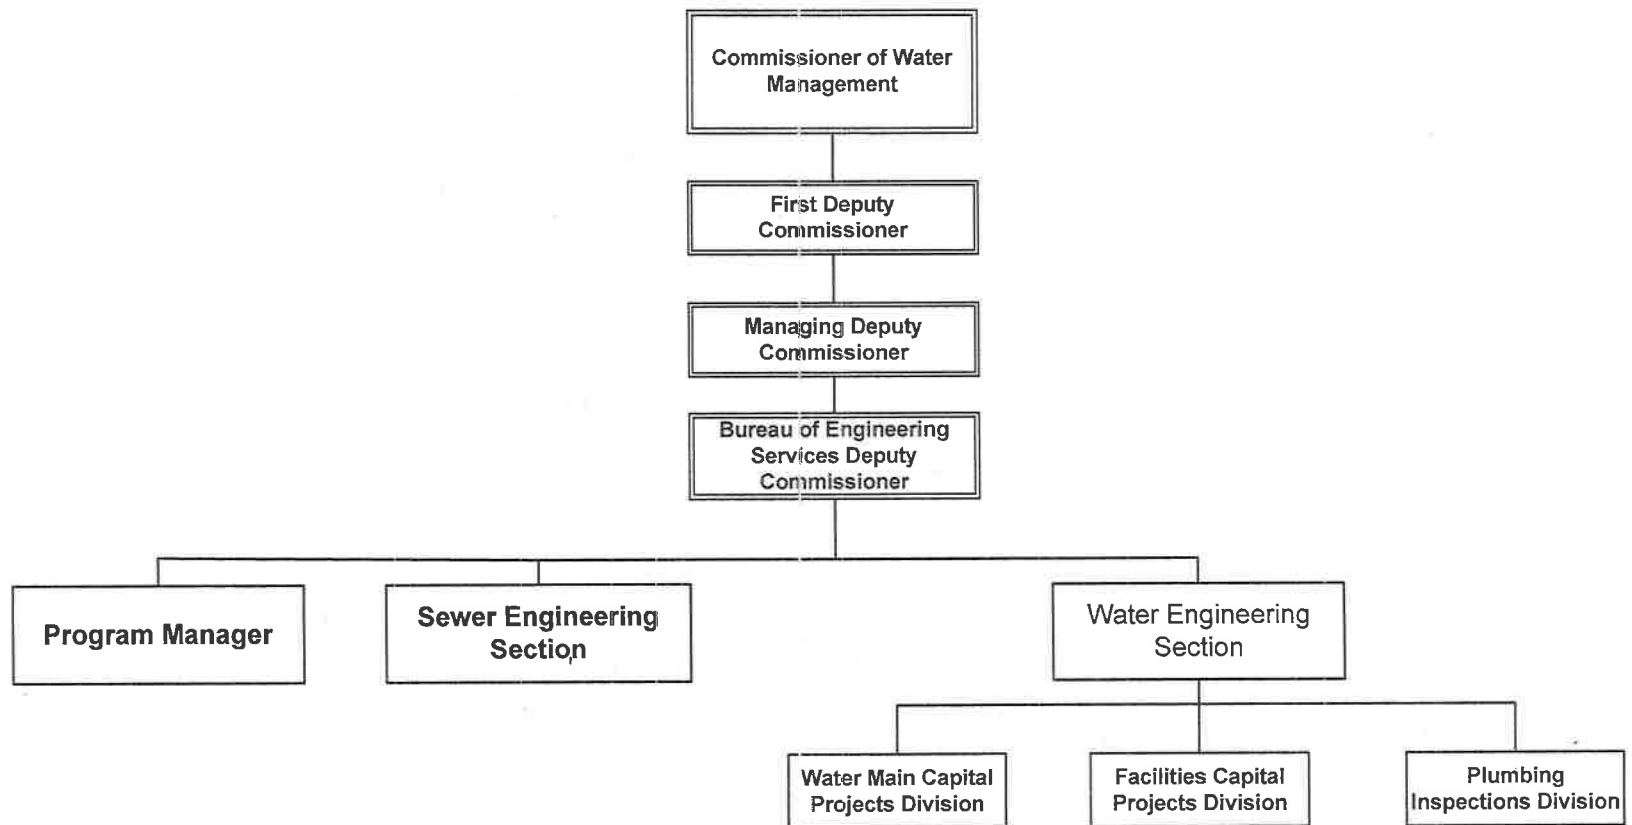 Commissioner of Water
Management
First Deputy
Commissioner
Managing Deputy
Commissioner
Bureau of Engineering
Services Deputy
Commissioner
Program Manager
Sewer Engineering
Section
Water Engineering
Section
Water Main Capital
Projects Division
Facilities Capital
Projects Division
Plumbing
Inspections Division